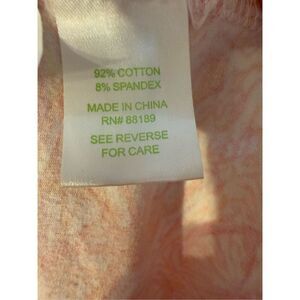 92% COTTON
8% SPANDEX
MADE IN CHINA
RN# 88189
SEE REVERSE
FOR CARE